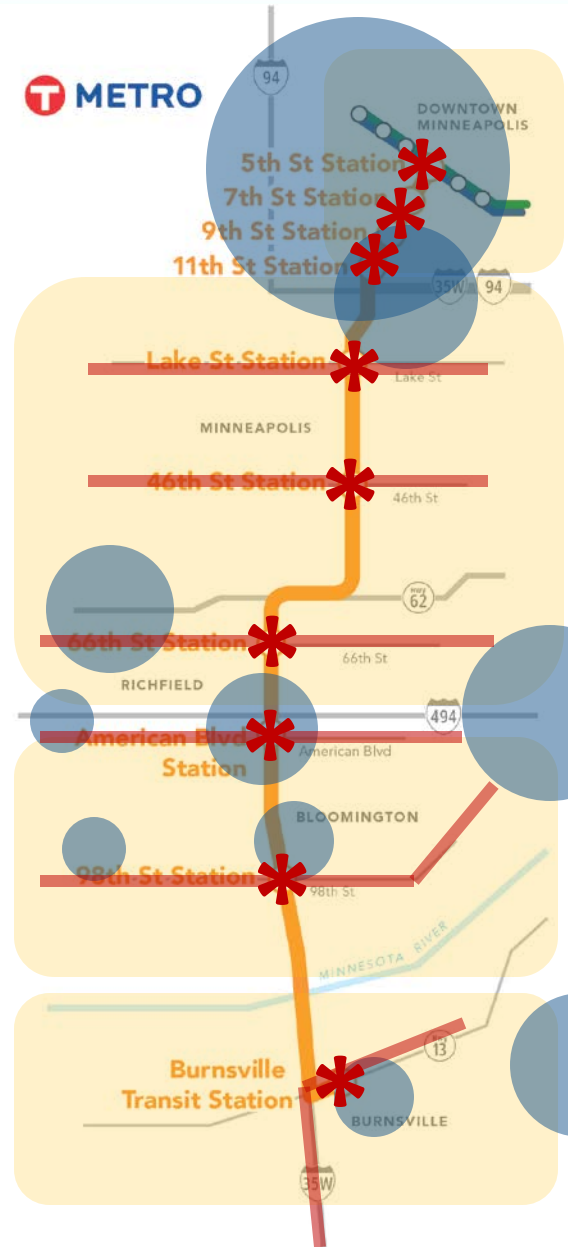 94
T METRO
DOWNTOWN
MINNEAPOLIS
5th St Station
7th St Station
9th St Station
11th St Station
35W
94
Lake St Station
Lake St
MINNEAPOLIS
46th St Station
46th St
HWY
62
66th St Station
66th St
RICHFIELD
494
American Blvd
Station
American Blvd
BLOOMINGTON
98th St Station
98th St
MINNESOTA RIVER
13
Burnsville
Transit Station
BURNSVILLE
35W